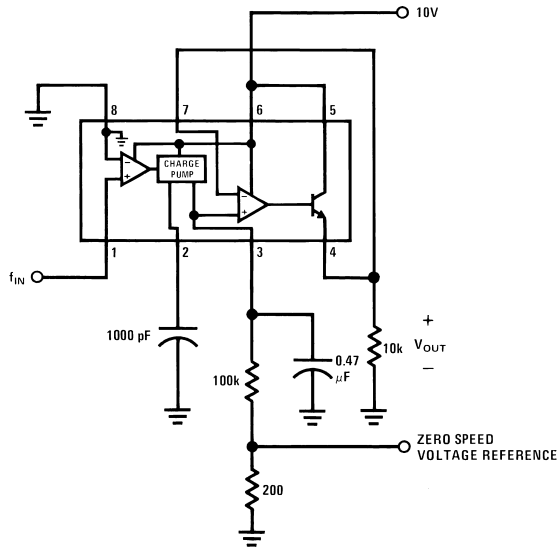 10V
8
7
6
5
−
+
CHARGE
PUMP
−
+
1
2
3
4
fIN
1000 pF
100k
0.47
μF
10k
+
VOUT
−
ZERO SPEED
VOLTAGE REFERENCE
200